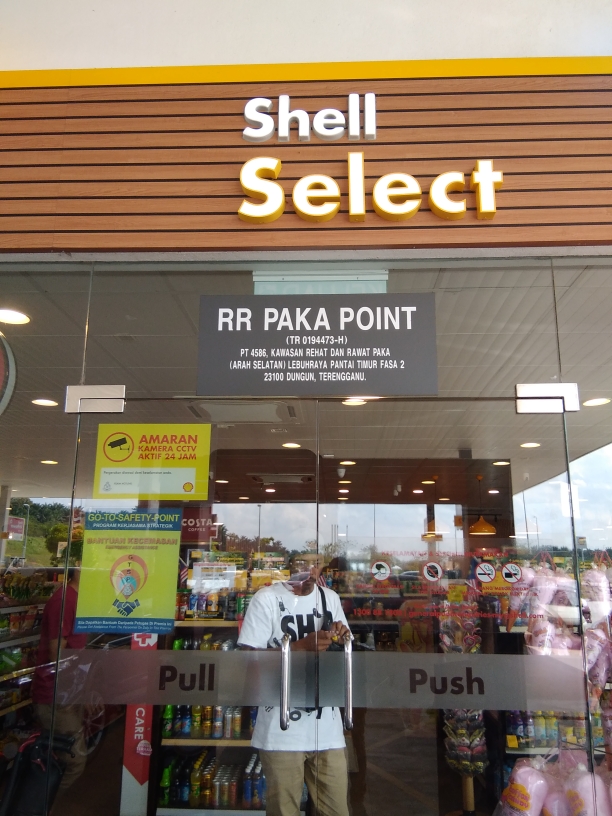 Shell
Select
RR PAKA POINT
(TR 0194473-H)
PT 4586, KAWASAN REHAT DAN RAWAT PAKA
(ARAH SELATAN) LEBUHRAYA PANTAI TIMUR FASA 2
23100 DUNGUN, TERENGGANU.
AMARAN
KAMERA CCTV
AKTIF 24 JAM
GO-TO-SAFETY-POINT
PROGRAM KERJASAMA STRATEGIK
COSTA
COFFEE
BANTUAN KECEMASAN
Pull
Push
CARE